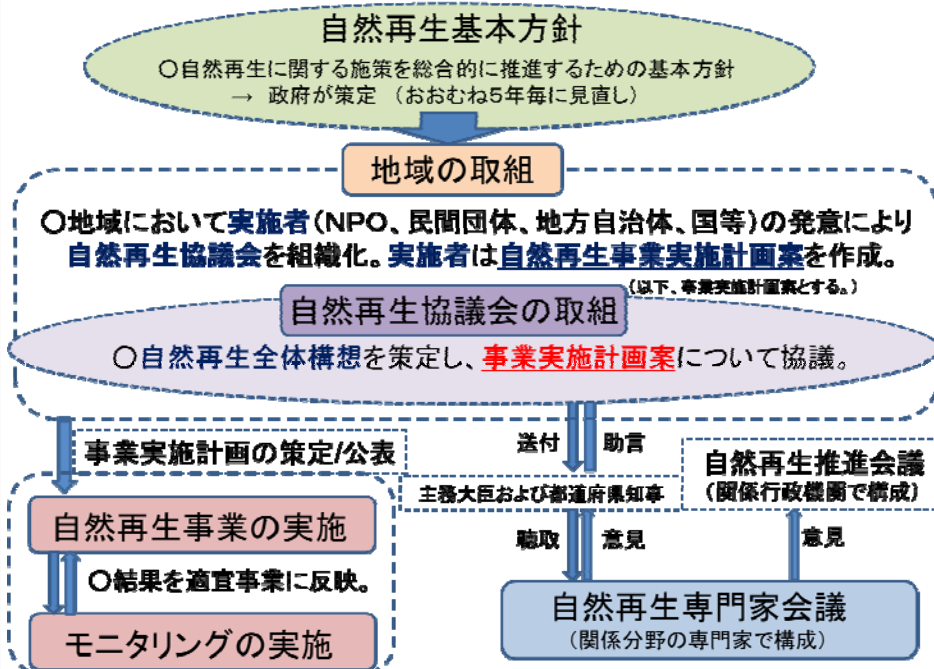 自然再生基本方針
○自然再生に関する施策を総合的に推進するための基本方針
→ 政府が策定 (おおむね5年毎に見直し)
地域の取組
○地域において実施者(NPO、民間団体、地方自治体、国等)の発意により
自然再生協議会を組織化。実施者は自然再生事業実施計画案を作成。
(以下、事業実施計画案とする。)
自然再生協議会の取組
○自然再生全体構想を策定し、事業実施計画案について協議。
事業実施計画の策定/公表
送付
助言
自然再生推進会議
(関係行政機関で構成)
主務大臣および都道府県知事
自然再生事業の実施
聴取
意見
意見
○結果を適宜事業に反映。
自然再生専門家会議
(関係分野の専門家で構成)
モニタリングの実施